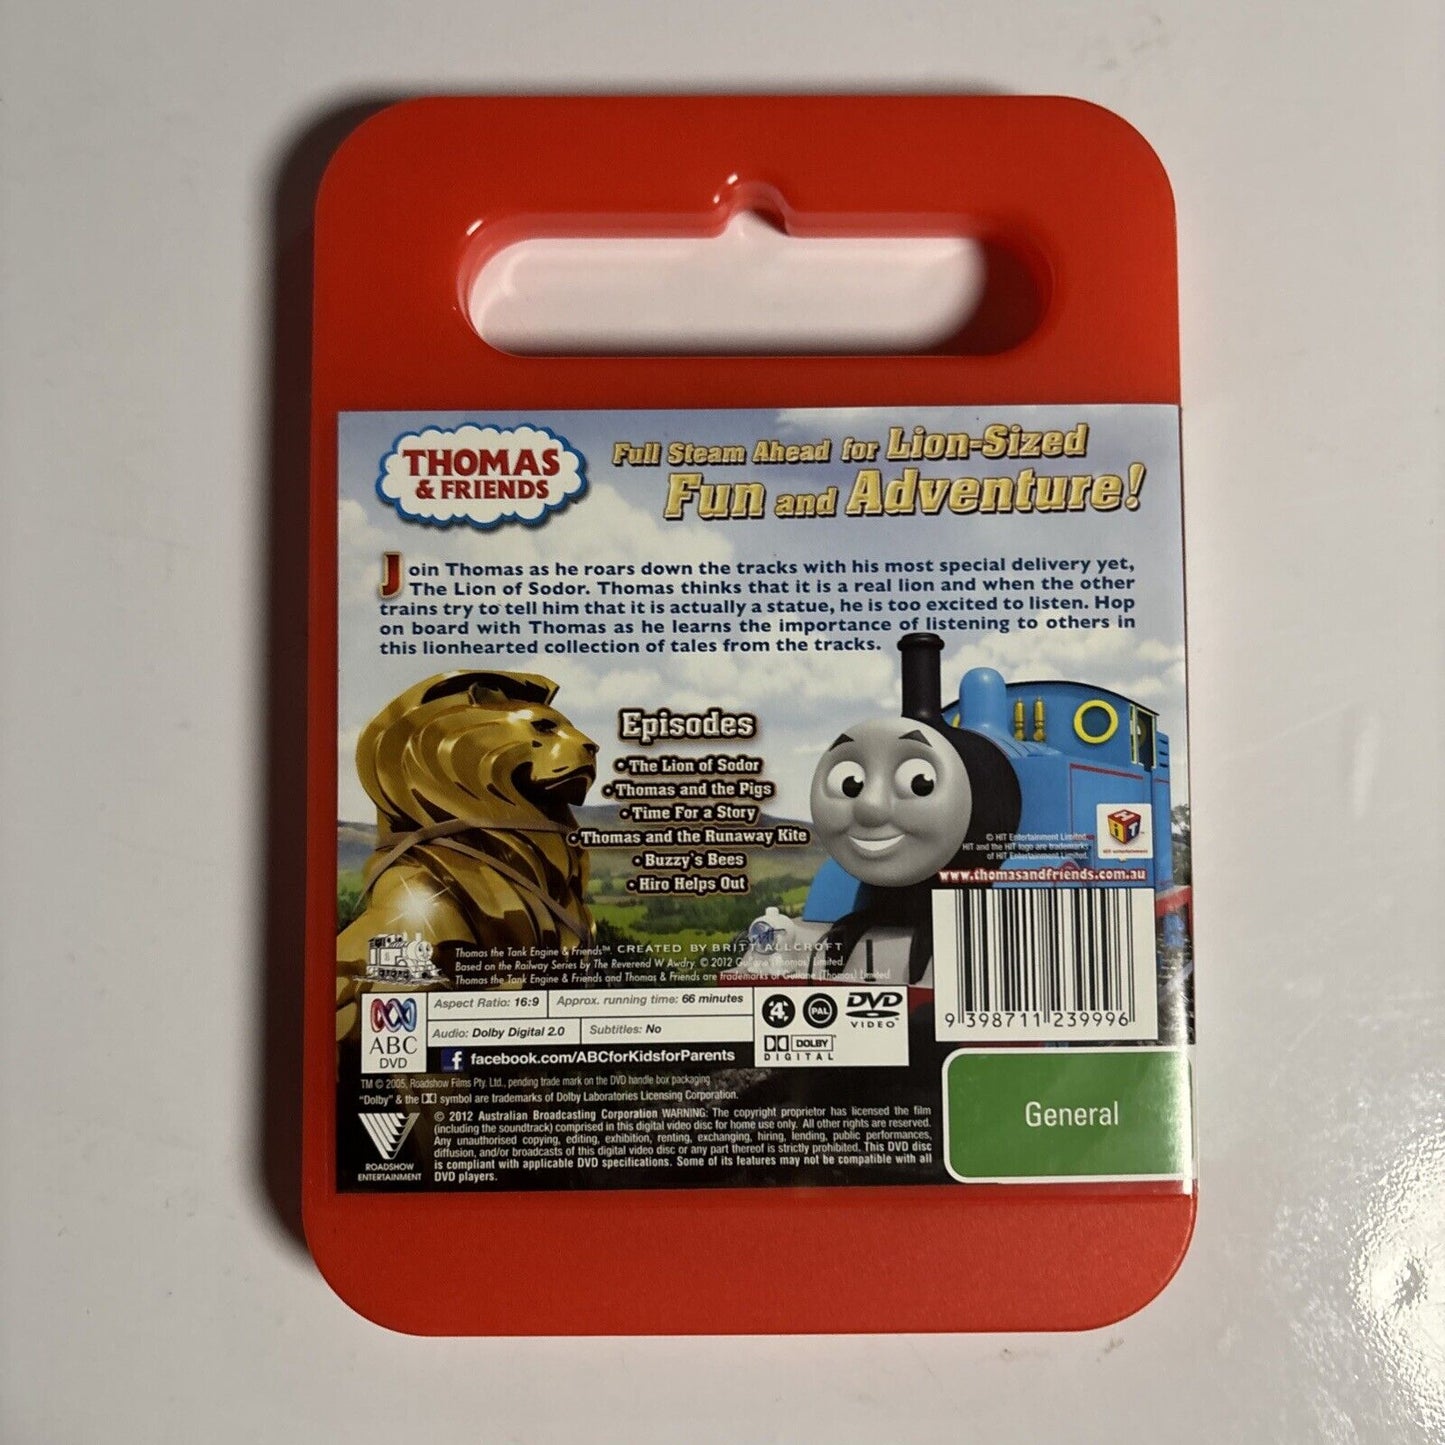 THOMAS
& FRIENDS
Full Steam Ahead for Lion-Sized
Fun and Adventure!
Join Thomas as he roars down the tracks with his most special delivery yet,
The Lion of Sodor. Thomas thinks that it is a real lion and when the other
trains try to tell him that it is actually a statue, he is too excited to listen. Hop
on board with Thomas as he learns the importance of listening to others in
this lionhearted collection of tales from the tracks.
Episodes
• The Lion of Sodor
• Thomas and the Pigs
• Time For a Story
• Thomas and the Runaway Kite
• Buzzy's Bees
• Hiro Helps Out
© HIT Entertainment Limited.
HIT and the HIT logo are trademarks
of HIT Entertainment Limited.
HiT
HIT entertainment
www.thomasandfriends.com.au
Thomas the Tank Engine & Friends™ CREATED BY BRITT ALLCROFT
Based on the Railway Series by The Reverend W Awdry. © 2012 Gullane (Thomas) Limited.
Thomas the Tank Engine & Friends and Thomas & Friends are trademarks of Gullane (Thomas) Limited.
9 398711 239996
ABC
DVD
Aspect Ratio: 16:9 Approx. running time: 66 minutes
Audio: Dolby Digital 2.0 Subtitles: No
4 PAL DVD
VIDEO
DOLBY
DIGITAL
facebook.com/ABCforKidsforParents
TM © 2005, Roadshow Films Pty. Ltd., pending trade mark on the DVD handle box packaging
"Dolby" & the symbol are trademarks of Dolby Laboratories Licensing Corporation.
ROADSHOW
ENTERTAINMENT
© 2012 Australian Broadcasting Corporation WARNING: The copyright proprietor has licensed the film
(including the soundtrack) comprised in this digital video disc for home use only. All other rights are reserved.
Any unauthorised copying, editing, exhibition, renting, exchanging, hiring, lending, public performances,
diffusion, and/or broadcasts of this digital video disc or any part thereof is strictly prohibited. This DVD disc
is compliant with applicable DVD specifications. Some of its features may not be compatible with all
DVD players.
General